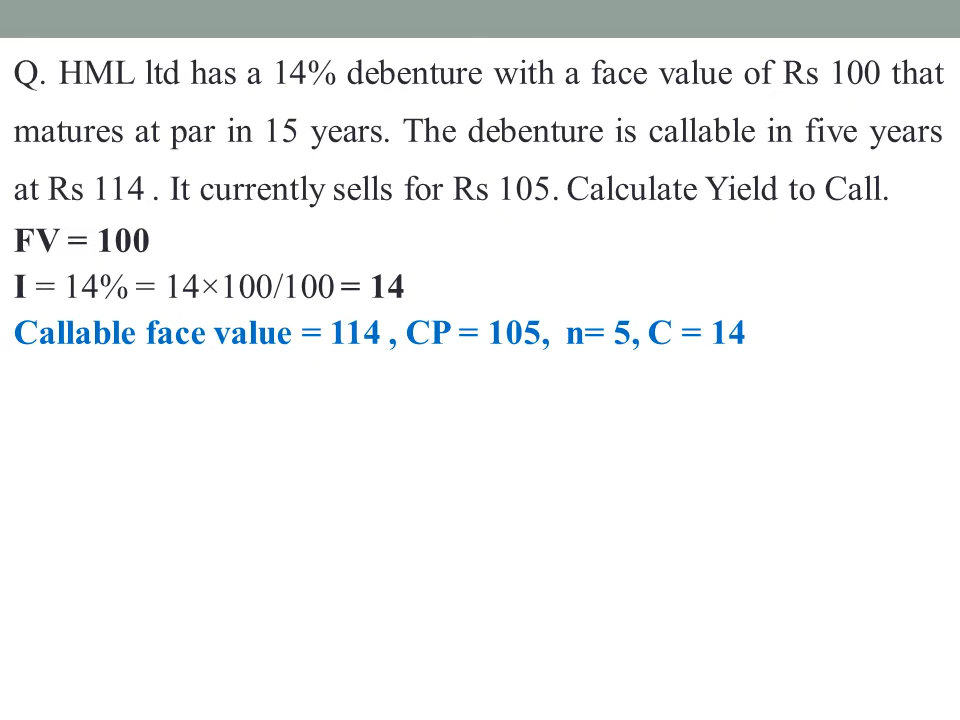 Q. HML ltd has a 14% debenture with a face value of Rs 100 that
matures at par in 15 years. The debenture is callable in five years
at Rs 114 . It currently sells for Rs 105. Calculate Yield to Call.
FV = 100
I = 14% = 14×100/100 = 14
Callable face value = 114 , CP = 105, n= 5, C = 14